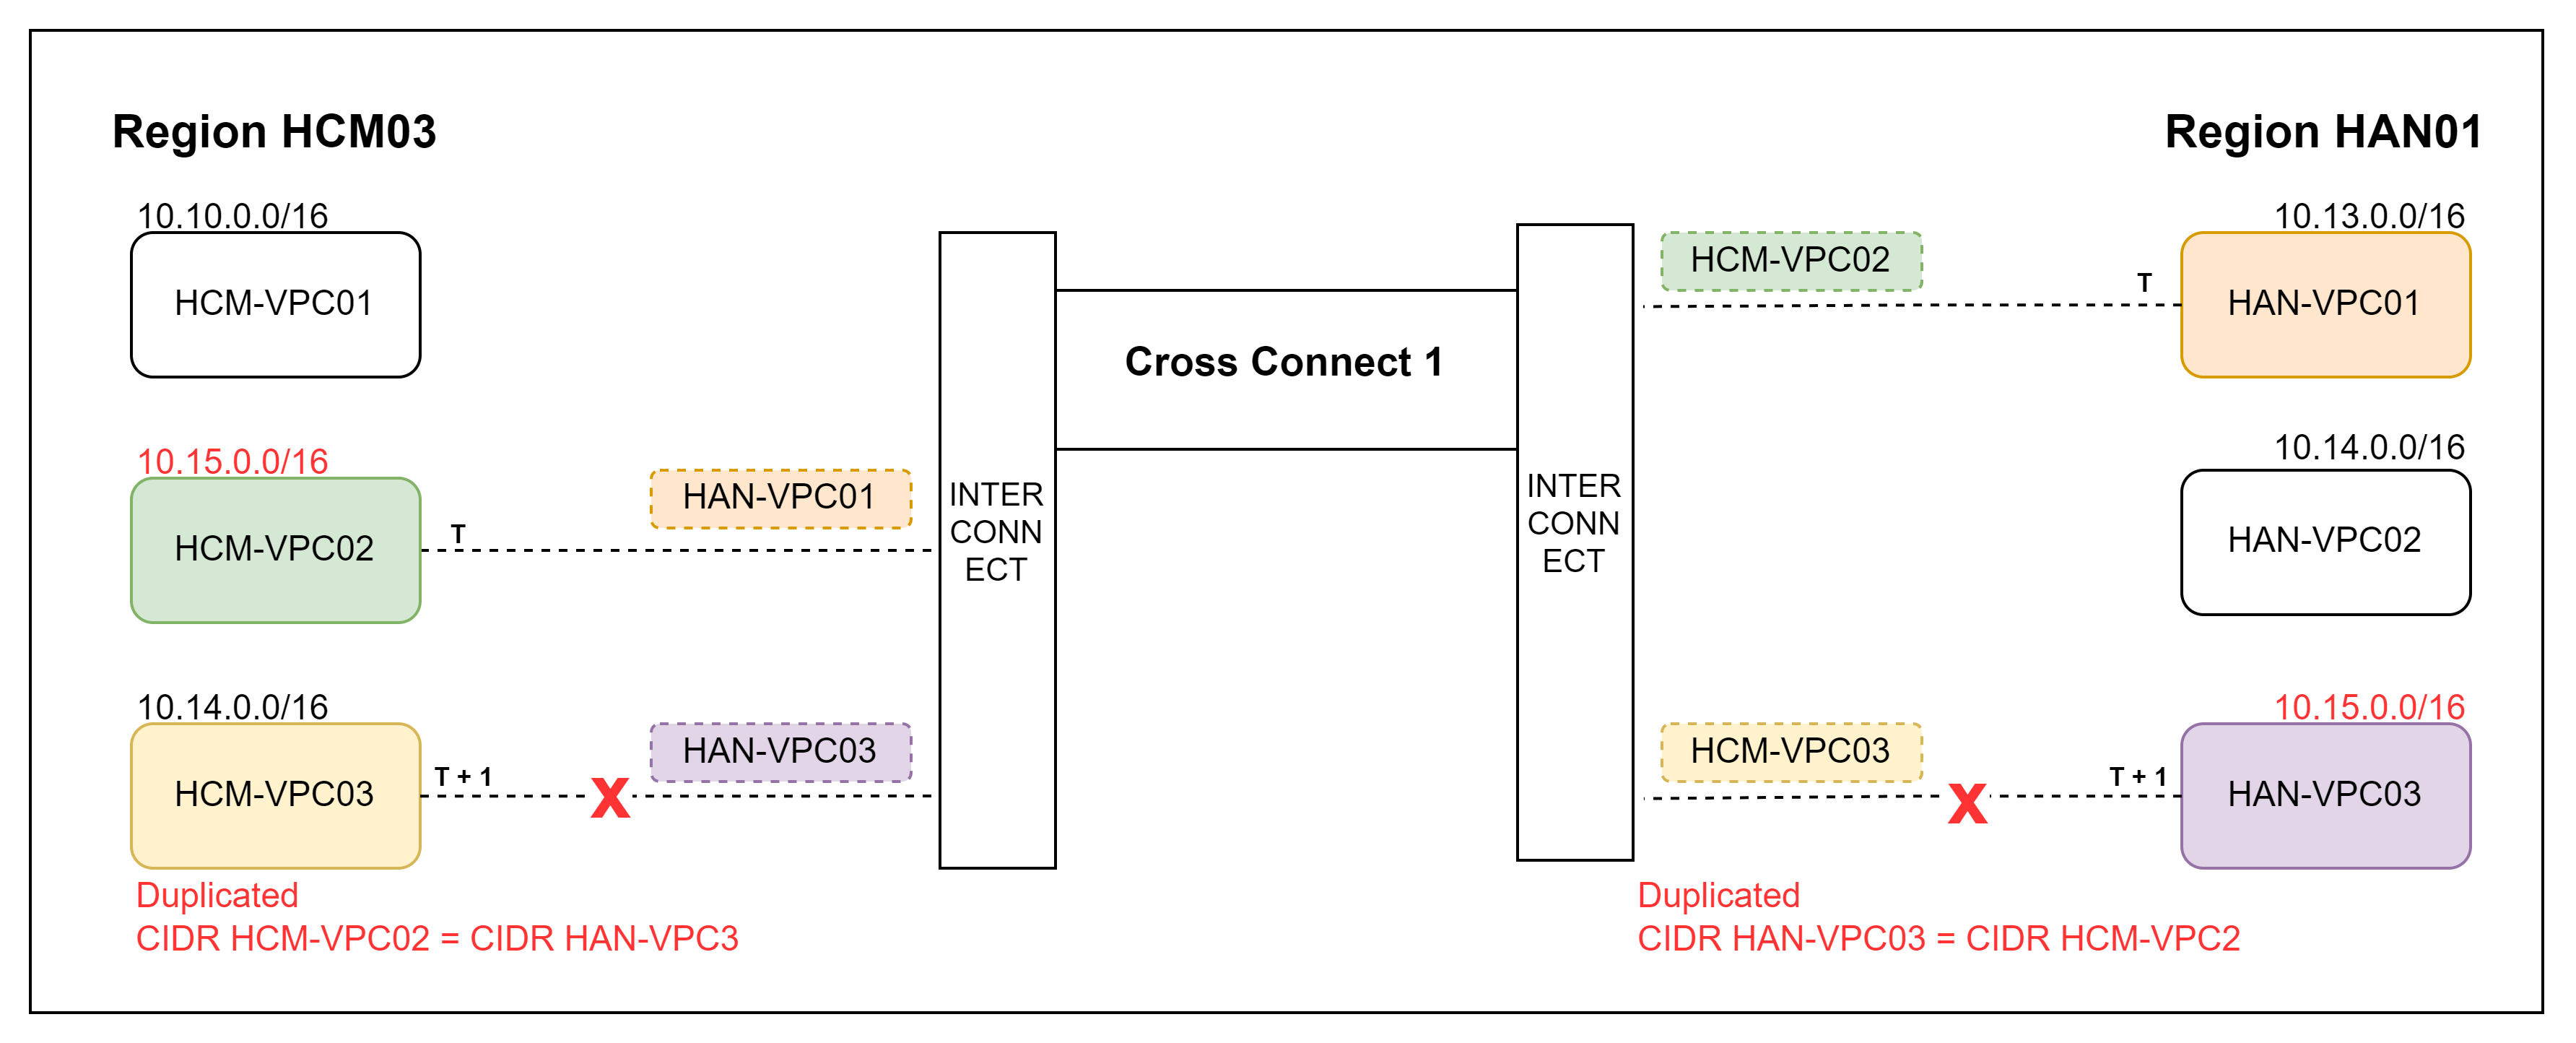 Region HCM03
Region HAN01
10.10.0.0/16
HCM-VPC01
10.15.0.0/16
HCM-VPC02
T
HAN-VPC01
10.14.0.0/16
HCM-VPC03
T + 1
X
HAN-VPC03
Duplicated
CIDR HCM-VPC02 = CIDR HAN-VPC3
INTER
CONN
ECT
Cross Connect 1
INTER
CONN
ECT
HCM-VPC02
T
10.13.0.0/16
HAN-VPC01
10.14.0.0/16
HAN-VPC02
HCM-VPC03
X
T + 1
10.15.0.0/16
HAN-VPC03
Duplicated
CIDR HAN-VPC03 = CIDR HCM-VPC2